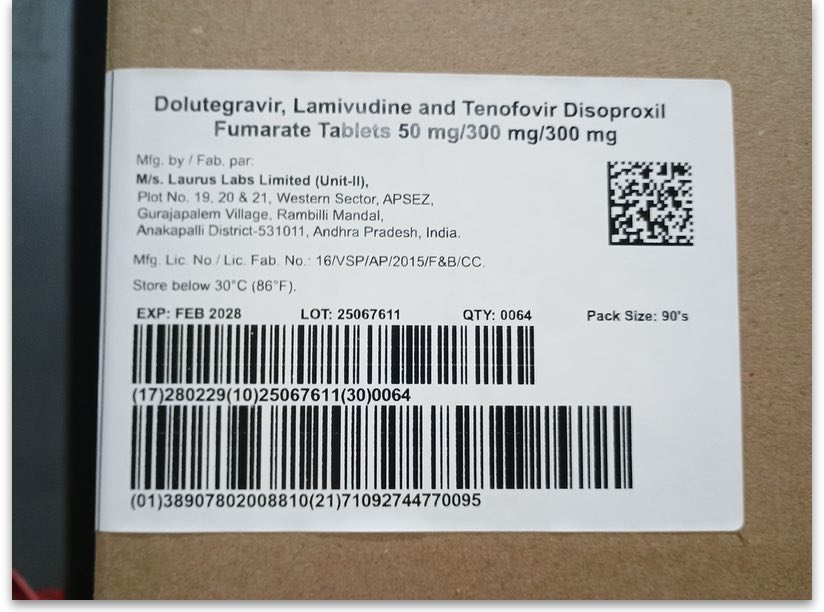 Dolutegravir, Lamivudine and Tenofovir Disoproxil
Fumarate Tablets 50 mg/300 mg/300 mg
Mfg. by / Fab. par:
M/s. Laurus Labs Limited (Unit-II),
Plot No. 19, 20 & 21, Western Sector, APSEZ,
Gurajapalem Village, Rambilli Mandal,
Anakapalli District-531011, Andhra Pradesh, India.
Mfg. Lic. No / Lic. Fab. No.: 16/VSP/AP/2015/F&B/CC.
Store below 30°C (86°F).
EXP: FEB 2028 LOT: 25067611 QTY: 0064 Pack Size: 90's
(17)280229(10)25067611(30)0064
(01)38907802008810(21)71092744770095